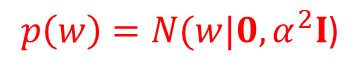 p(w) = N(w|0, α²I)